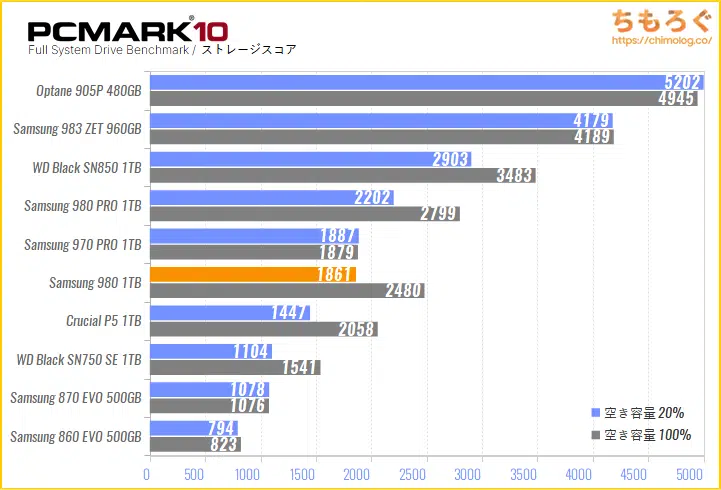 PCMARK®10
Full System Drive Benchmark / ストレージスコア
ちもろぐ
https://chimolog.co/
Optane 905P 480GB
5202
4945
Samsung 983 ZET 960GB
4179
4189
WD Black SN850 1TB
2903
3483
Samsung 980 PRO 1TB
2202
2799
Samsung 970 PRO 1TB
1887
1879
Samsung 980 1TB
1861
2480
Crucial P5 1TB
1447
2058
WD Black SN750 SE 1TB
1104
1541
Samsung 870 EVO 500GB
1078
1076
Samsung 860 EVO 500GB
794
823
空き容量 20%
空き容量 100%
0 500 1000 1500 2000 2500 3000 3500 4000 4500 5000